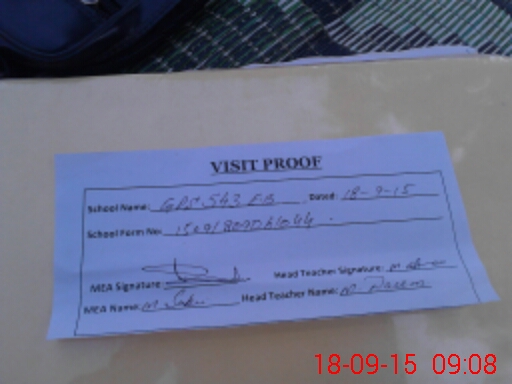 VISIT PROOF
School Name: GPS 543 EB Dated: 18-9-15
School Form No:
MEA Signature: Head Teacher Signature:
MEA Name: M. Head Teacher Name: M
18-09-15 09:08